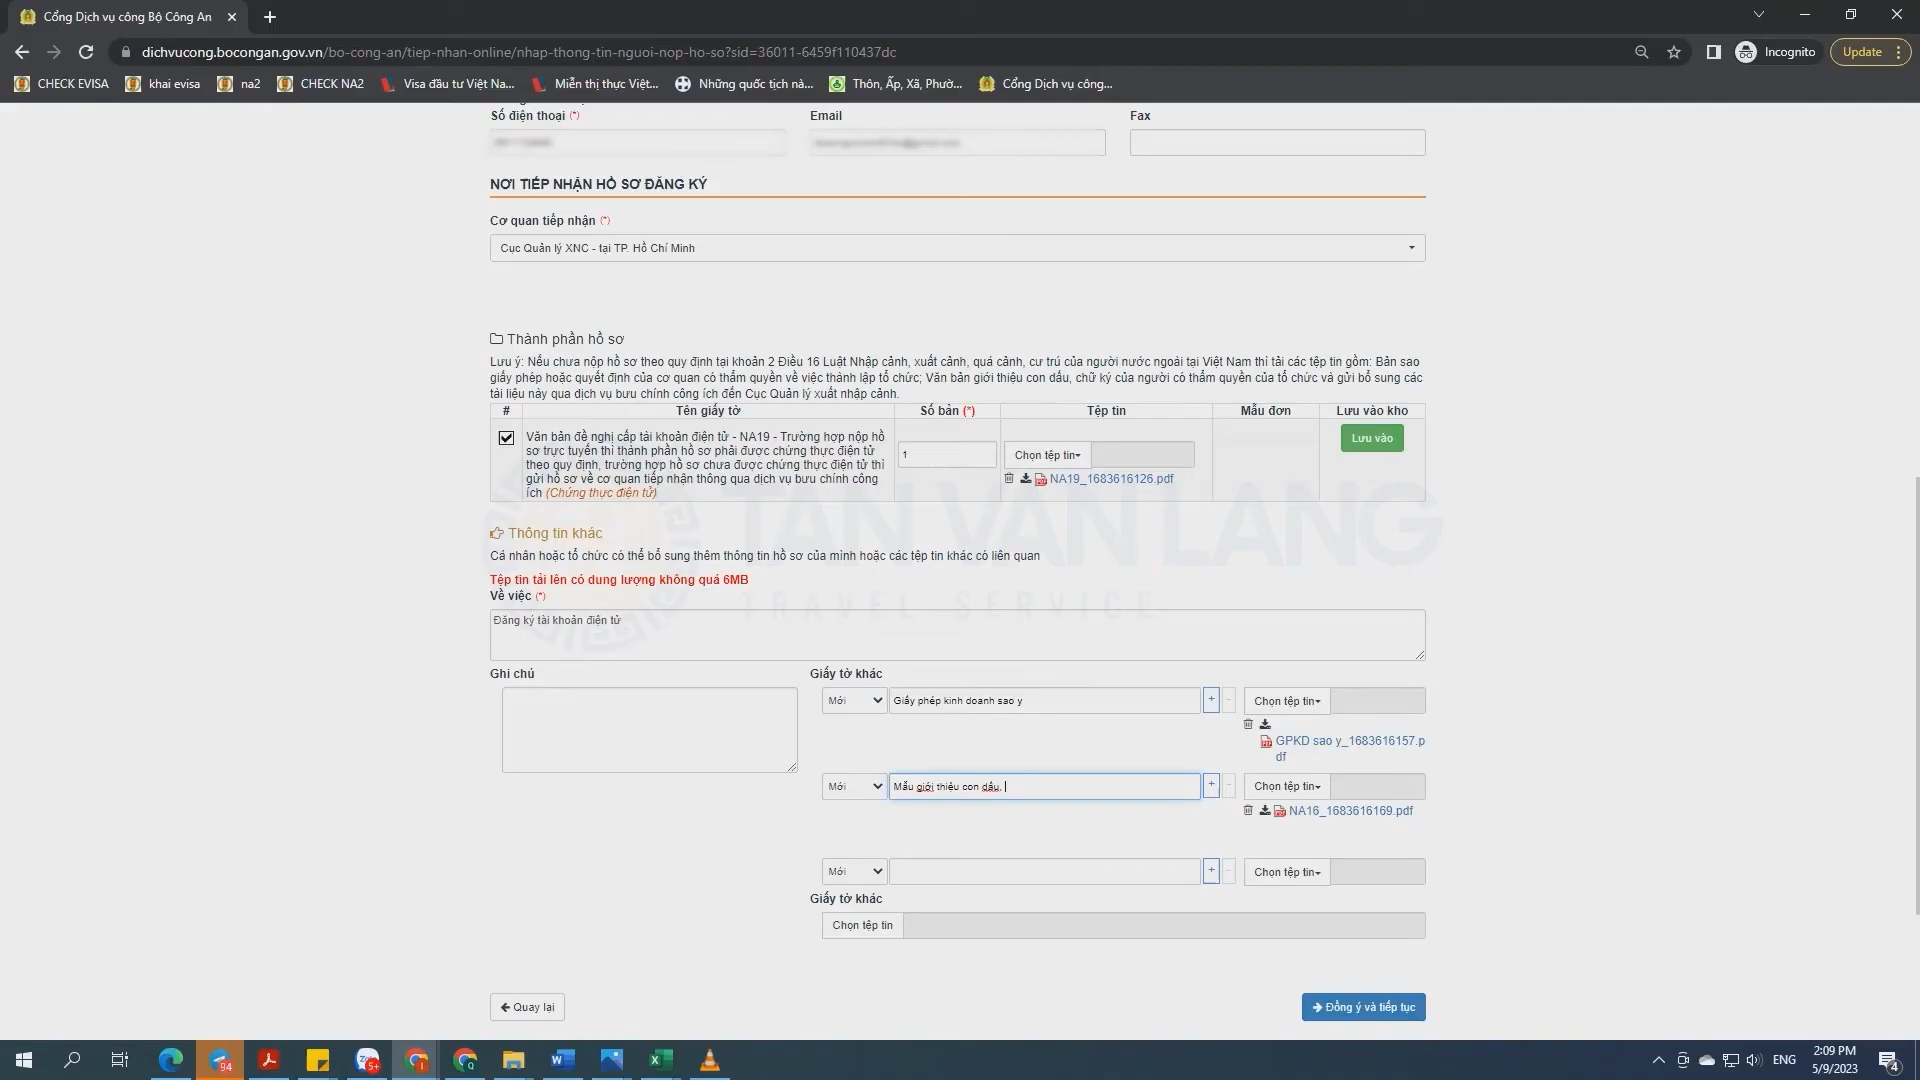 Cổng Dịch vụ công Bộ Công An
dichvucong.bocongan.gov.vn/bo-cong-an/tiep-nhan-online/nhap-thong-tin-nguoi-nop-ho-so?sid=36011-6459f110437dc
Incognito
Update
CHECK EVISA
khai evisa
na2
CHECK NA2
Visa đầu tư Việt Na...
Miễn thị thực Việt...
Những quốc tịch nà...
Thôn, Ấp, Xã, Phườ...
Cổng Dịch vụ công...
Số điện thoại (*)
Email
Fax
NƠI TIẾP NHẬN HỒ SƠ ĐĂNG KÝ
Cơ quan tiếp nhận (*)
Cục Quản lý XNC - tại TP. Hồ Chí Minh
Thành phần hồ sơ
Lưu ý: Nếu chưa nộp hồ sơ theo quy định tại khoản 2 Điều 16 Luật Nhập cảnh, xuất cảnh, quá cảnh, cư trú của người nước ngoài tại Việt Nam thì tải các tệp tin gồm: Bản sao
giấy phép hoặc quyết định của cơ quan có thẩm quyền về việc thành lập tổ chức; Văn bản giới thiệu con dấu, chữ ký của người có thẩm quyền của tổ chức và gửi bổ sung các
tài liệu này qua dịch vụ bưu chính công ích đến Cục Quản lý xuất nhập cảnh.
# Tên giấy tờ Số bản (*) Tệp tin Mẫu đơn Lưu vào kho
Văn bản đề nghị cấp tài khoản điện tử - NA19 - Trường hợp nộp hồ
sơ trực tuyến thì thành phần hồ sơ phải được chứng thực điện tử
theo quy định, trường hợp hồ sơ chưa được chứng thực điện tử thì
gửi hồ sơ về cơ quan tiếp nhận thông qua dịch vụ bưu chính công
ích (Chứng thực điện tử)
1
Chọn tệp tin
NA19_1683616126.pdf
Lưu vào
TAN VAN LANG
TRAVEL SERVICE
Thông tin khác
Cá nhân hoặc tổ chức có thể bổ sung thêm thông tin hồ sơ của mình hoặc các tệp tin khác có liên quan
Tệp tin tải lên có dung lượng không quá 6MB
Về việc (*)
Đăng ký tài khoản điện tử
Ghi chú
Giấy tờ khác
Mới
Giấy phép kinh doanh sao y
+
-
Chọn tệp tin
GPKD sao y_1683616157.p
df
Mới
Mẫu giới thiệu con dấu,
+
-
Chọn tệp tin
NA16_1683616169.pdf
Mới
+
-
Chọn tệp tin
Giấy tờ khác
Chọn tệp tin
Quay lại
Đồng ý và tiếp tục
94
5+
ENG
2:09 PM
5/9/2023
4